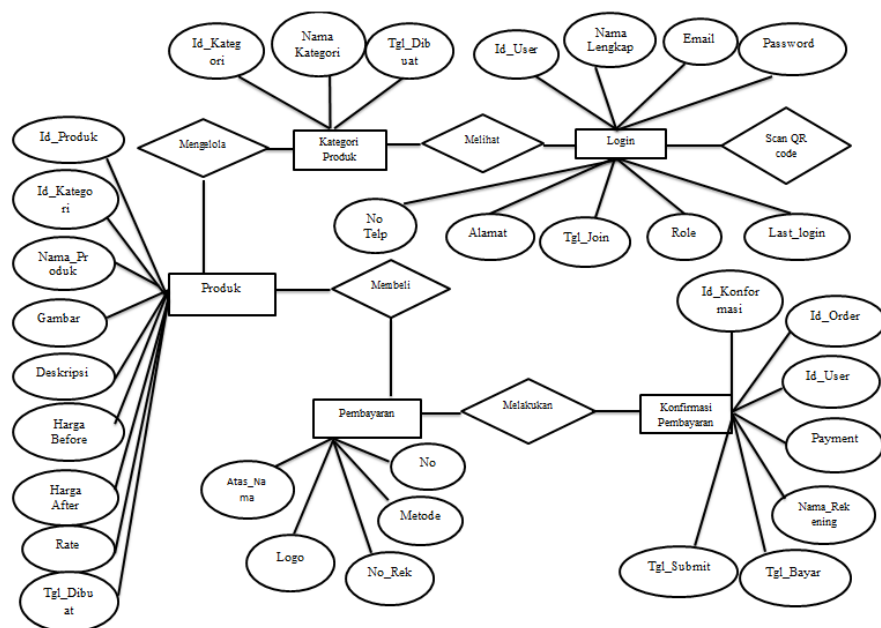 Id_Kateg
ori
Nama
Kategori
Tgl_Dib
uat
Id_User
Nama
Lengkap
Email
Password
Id_Produk
Mengelola
Kategori
Produk
Melihat
Login
Scan QR
code
Id_Kateg
ori
No
Telp
Alamat
Tgl_Join
Role
Last_login
Nama_Pr
oduk
Produk
Membeli
Id_Konfor
masi
Id_Order
Gambar
Deskripsi
Id_User
Harga
Before
Pembayaran
Melakukan
Konfirmasi
Pembayaran
Payment
Atas_Na
ma
No
Harga
After
Metode
Nama_Rek
ening
Rate
Logo
No_Rek
Tgl_Submit
Tgl_Bayar
Tgl_Dibu
at